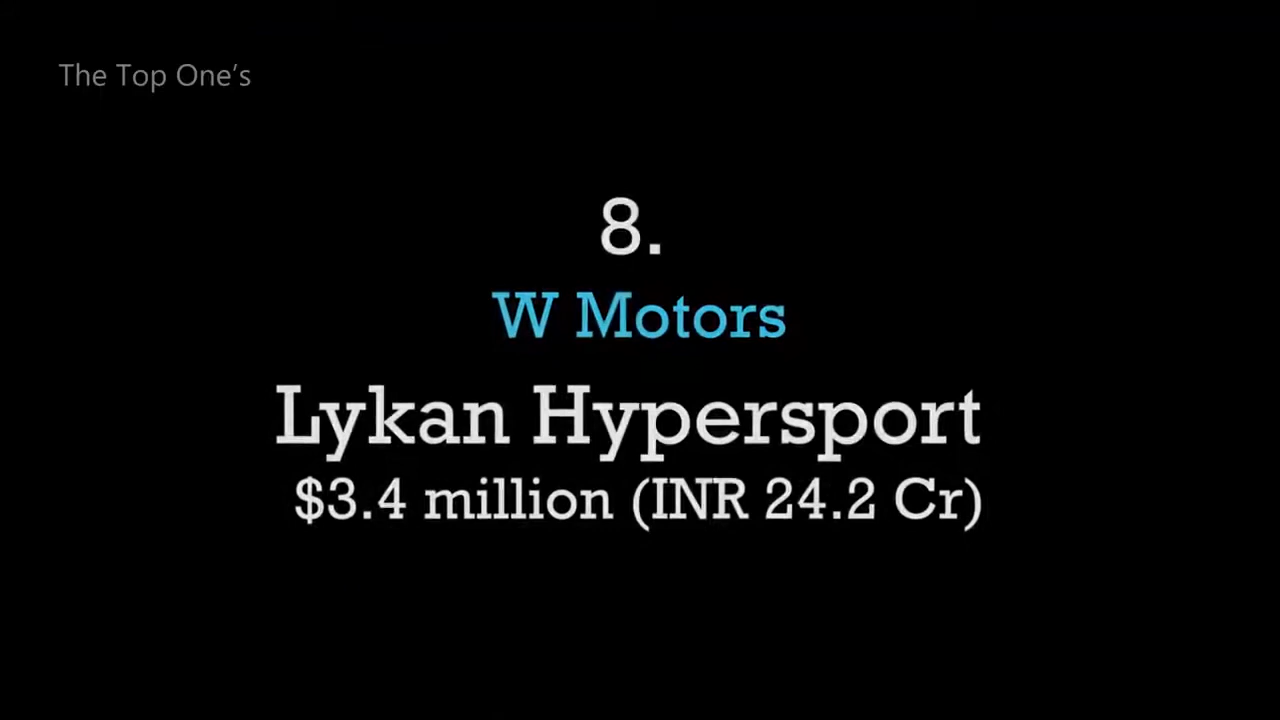 The Top One's
8.
W Motors
Lykan Hypersport
$3.4 million (INR 24.2 Cr)